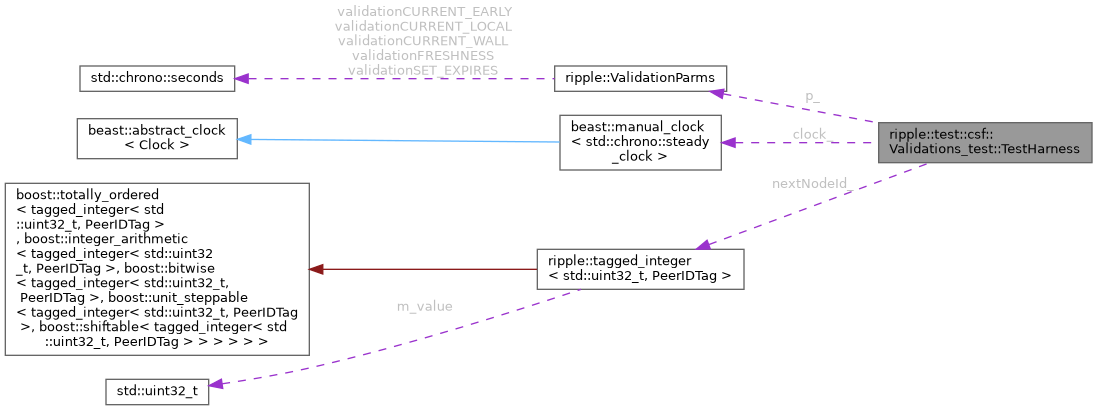 validationCURRENT_EARLY
validationCURRENT_LOCAL
validationCURRENT_WALL
validationFRESHNESS
validationSET_EXPIRES
std::chrono::seconds
ripple::ValidationParms
p_
beast::abstract_clock
< Clock >
beast::manual_clock
< std::chrono::steady
_clock >
clock_
ripple::test::csf::
Validations_test::TestHarness
nextNodeId_
boost::totally_ordered
< tagged_integer< std
::uint32_t, PeerIDTag >
, boost::integer_arithmetic
< tagged_integer< std::uint32
_t, PeerIDTag >, boost::bitwise
< tagged_integer< std::uint32_t,
PeerIDTag >, boost::unit_steppable
< tagged_integer< std::uint32_t, PeerIDTag
>, boost::shiftable< tagged_integer< std
::uint32_t, PeerIDTag > > > > > >
ripple::tagged_integer
< std::uint32_t, PeerIDTag >
m_value
std::uint32_t